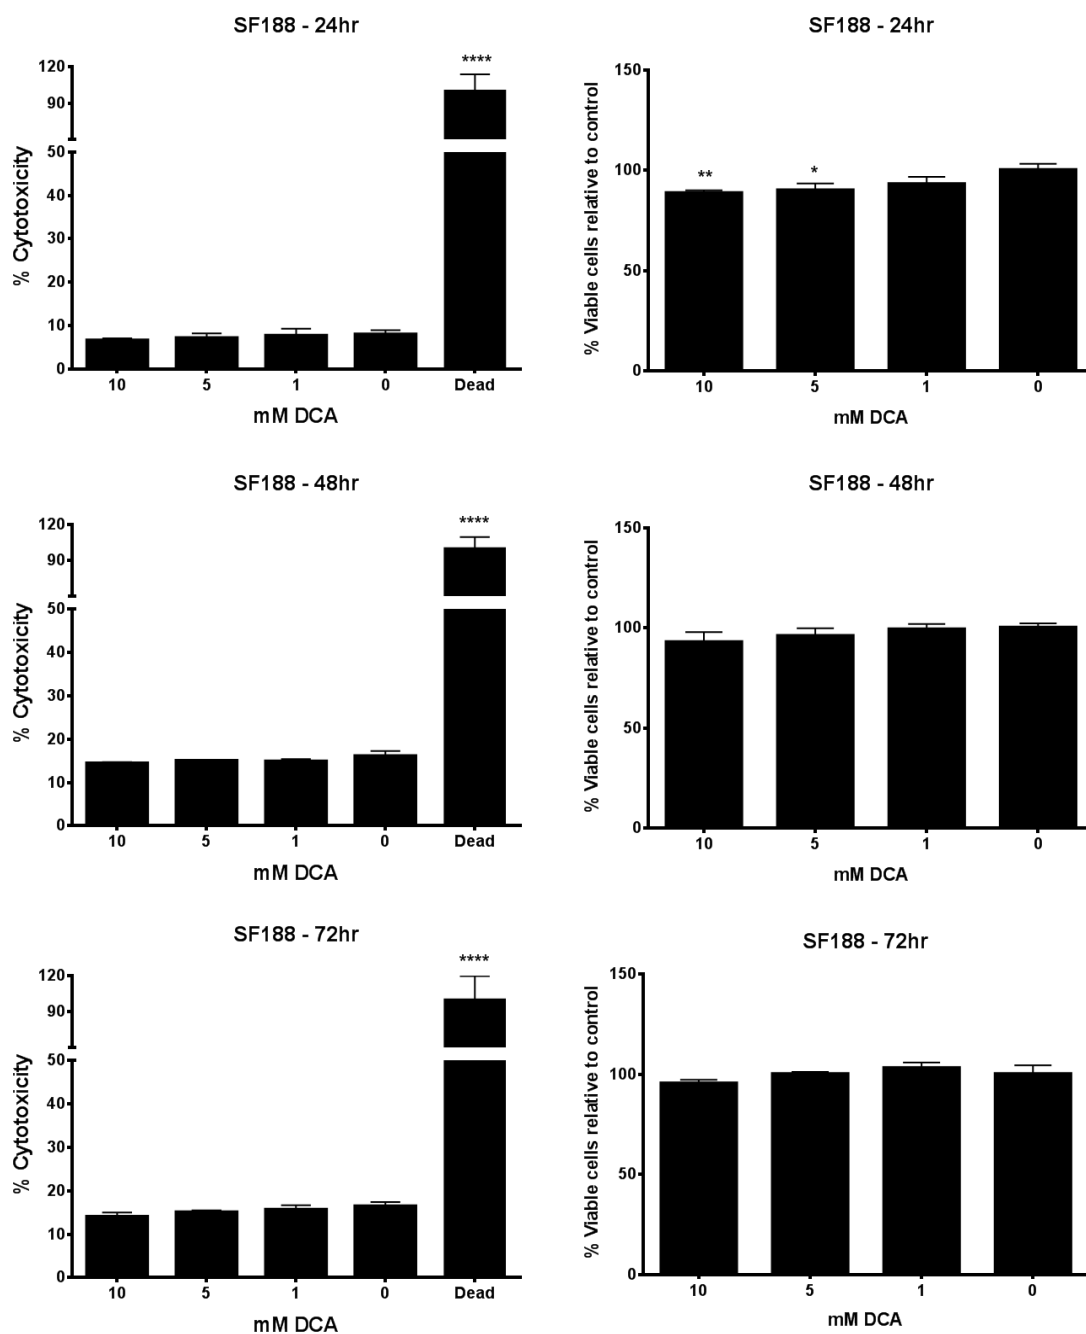 SF188 - 24hr
% Cytotoxicity
120
90
50
40
30
20
10
0
****
10 5 1 0 Dead
mM DCA
SF188 - 24hr
% Viable cells relative to control
150
100
50
0
** *
10 5 1 0
mM DCA
SF188 - 48hr
% Cytotoxicity
120
90
50
40
30
20
10
0
****
10 5 1 0 Dead
mM DCA
SF188 - 48hr
% Viable cells relative to control
150
100
50
0
10 5 1 0
mM DCA
SF188 - 72hr
% Cytotoxicity
120
90
50
40
30
20
10
0
****
10 5 1 0 Dead
mM DCA
SF188 - 72hr
% Viable cells relative to control
150
100
50
0
10 5 1 0
mM DCA